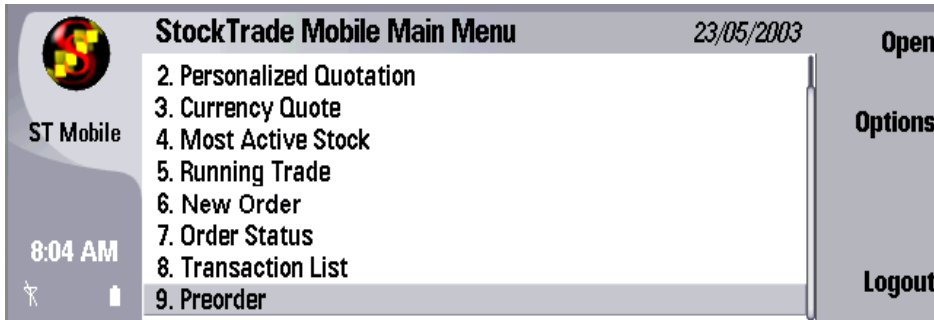 StockTrade Mobile Main Menu 23/05/2003
Open
2. Personalized Quotation
3. Currency Quote
ST Mobile
4. Most Active Stock
Options
5. Running Trade
6. New Order
7. Order Status
8:04 AM
8. Transaction List
9. Preorder
Logout